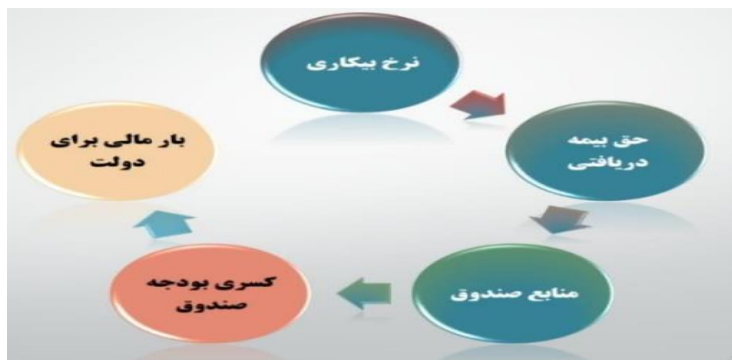 نرخ بیکاری
حق بیمه
دریافتی
منابع صندوق
کسری بودجه
صندوق
بار مالی برای
دولت